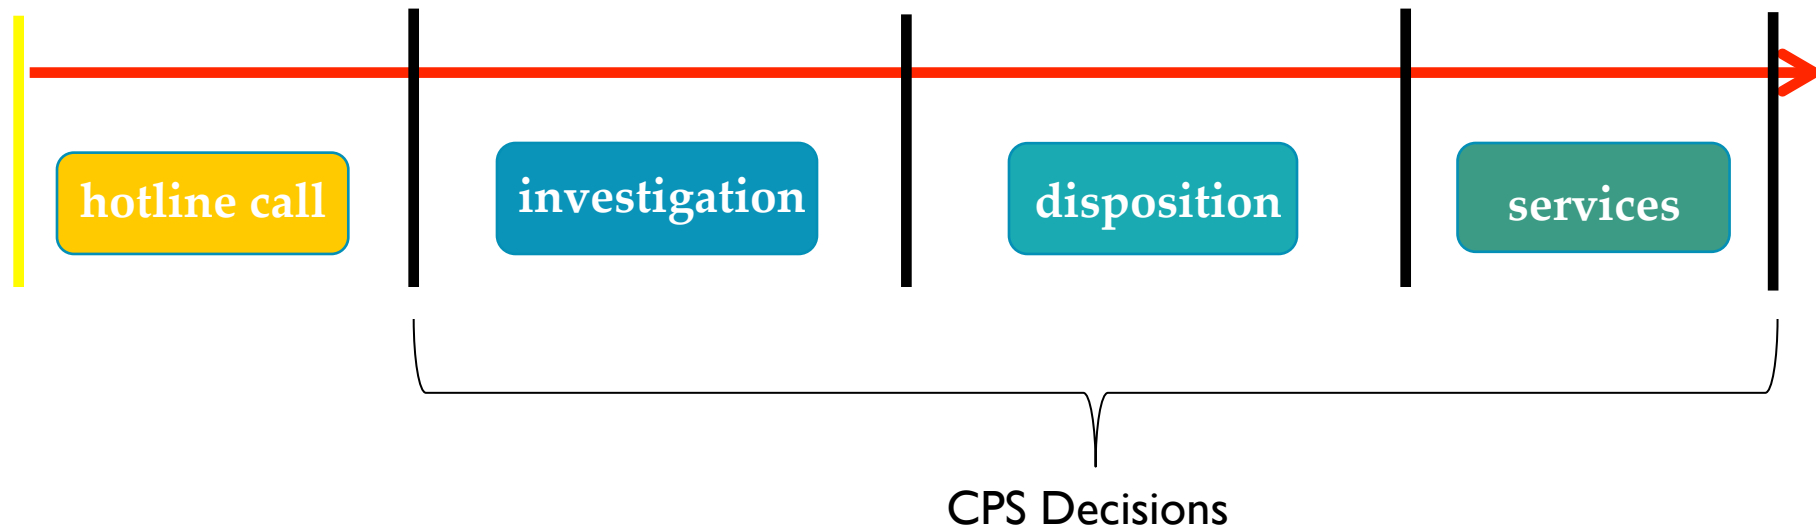 hotline call
investigation
disposition
services
CPS Decisions